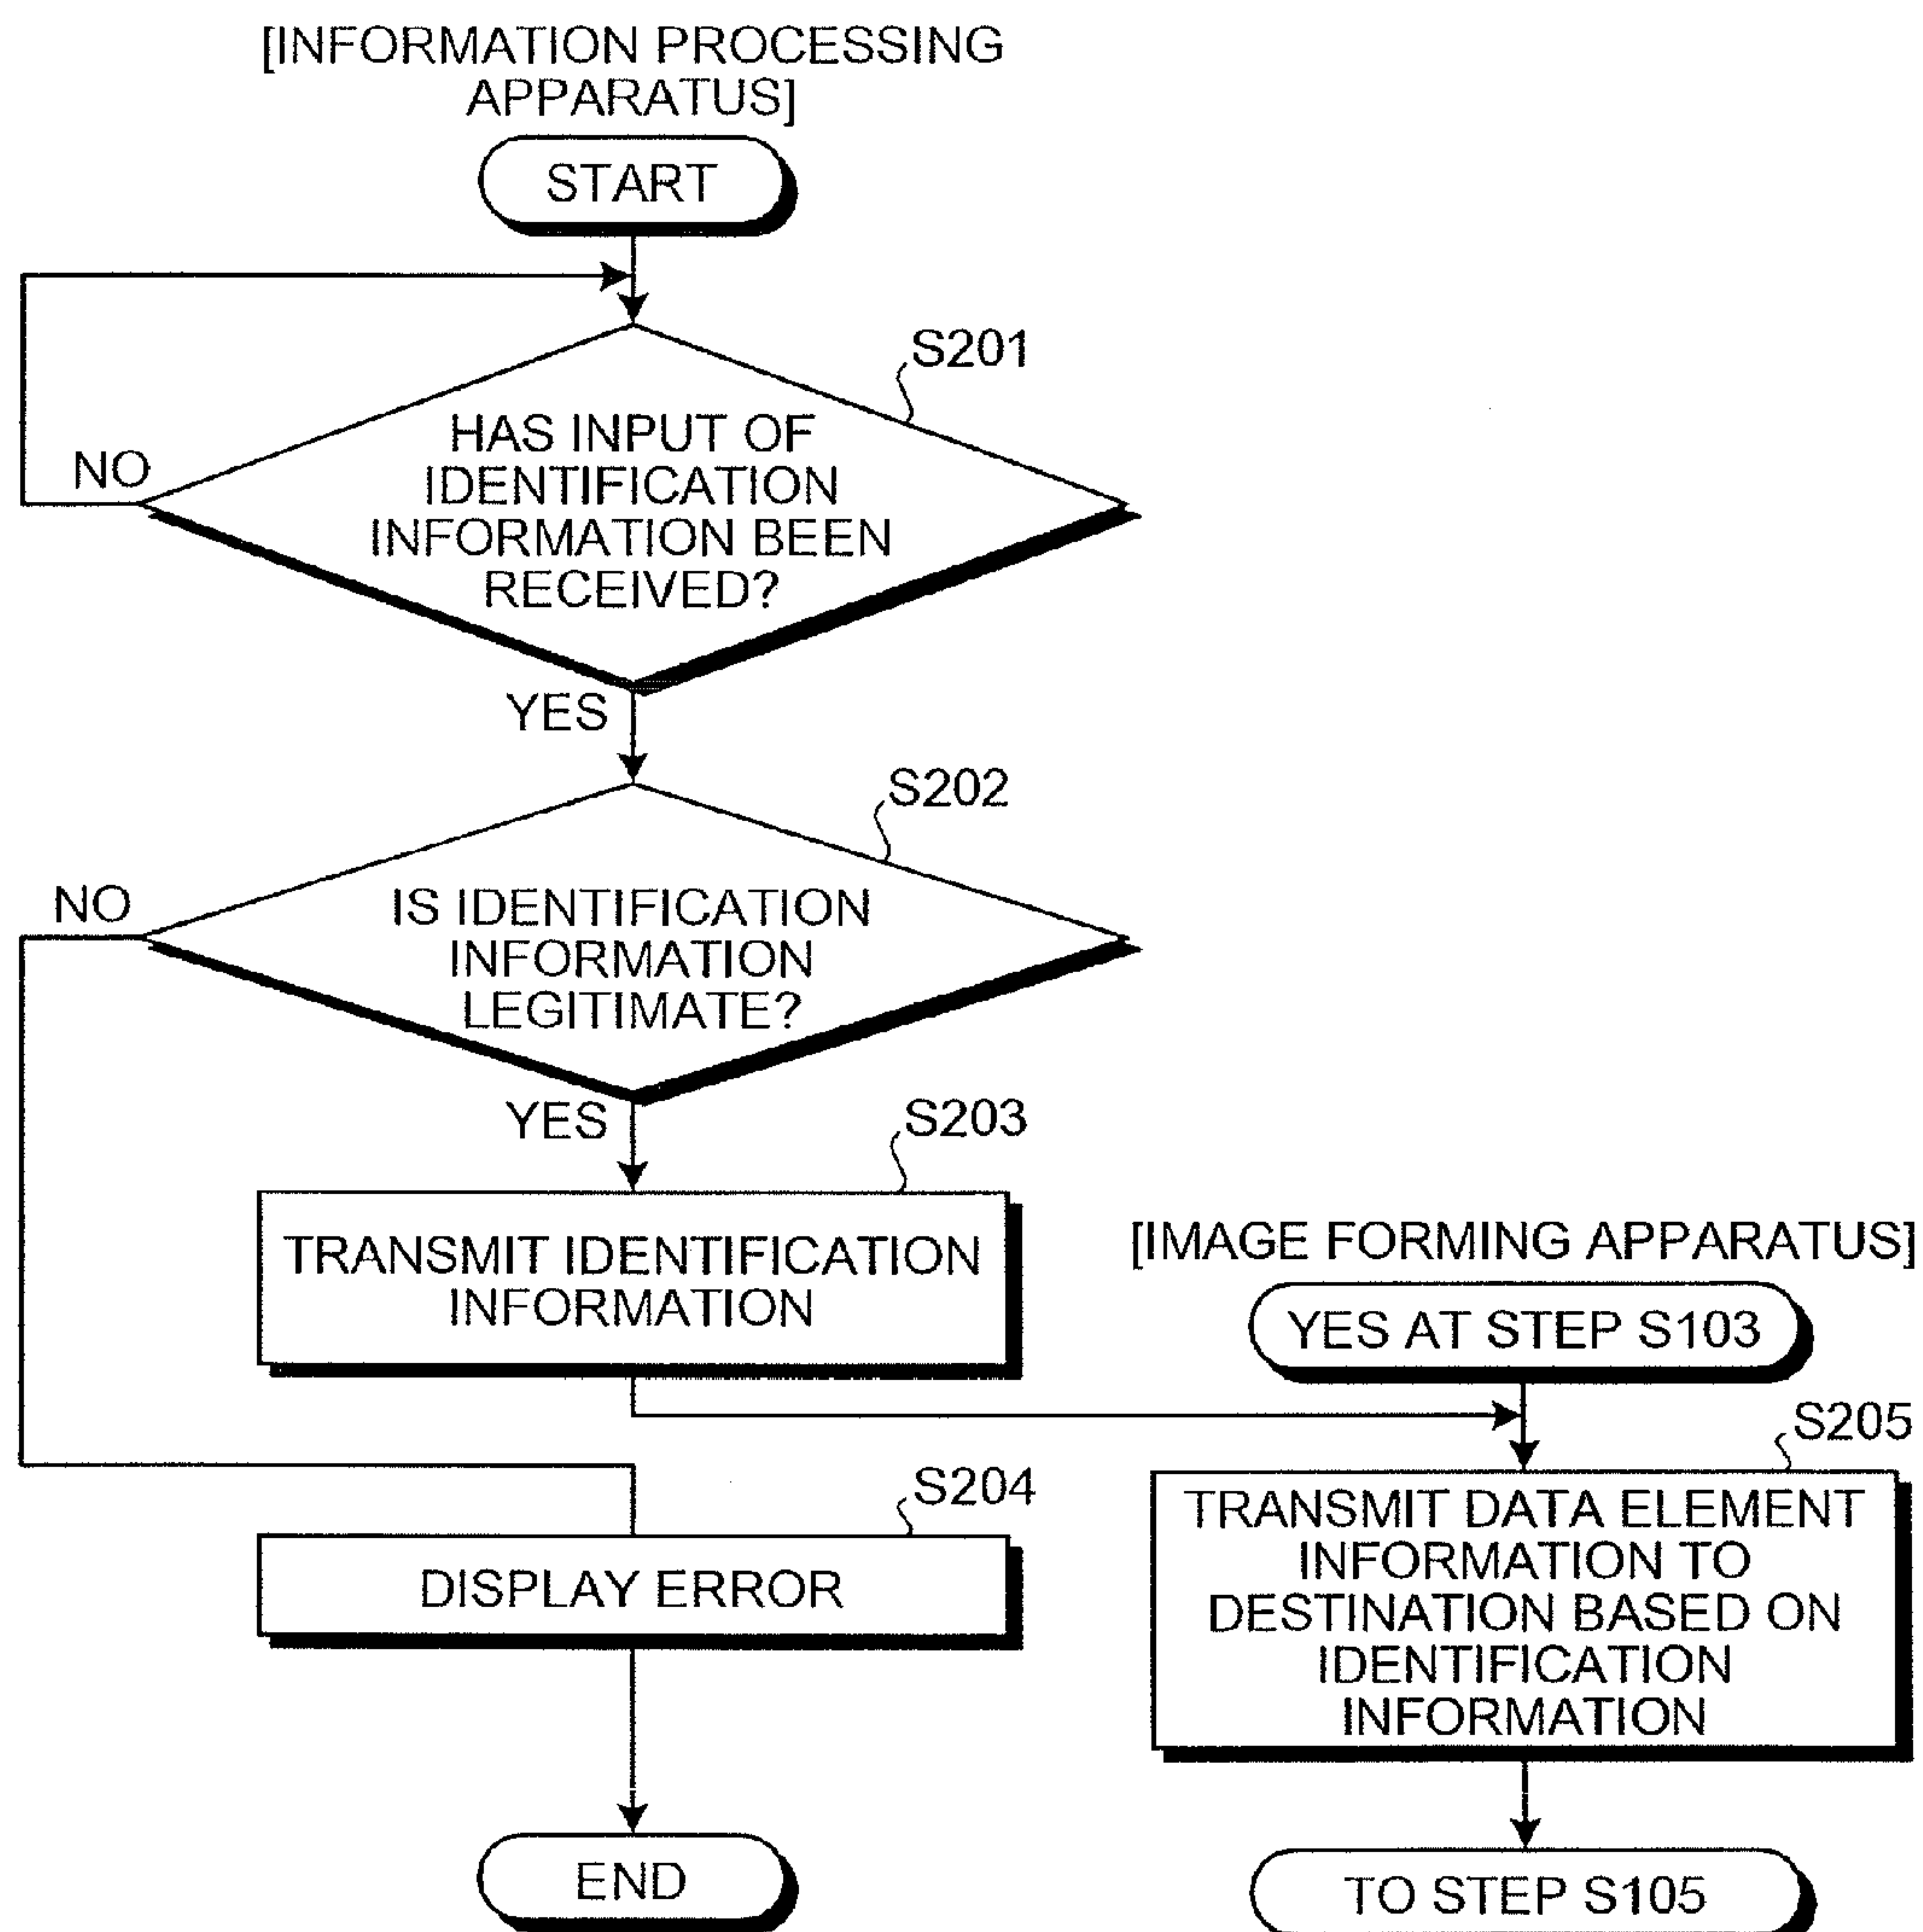 [INFORMATION PROCESSING
APPARATUS]
START
S201
HAS INPUT OF
IDENTIFICATION
INFORMATION BEEN
RECEIVED?
NO
YES
S202
IS IDENTIFICATION
INFORMATION
LEGITIMATE?
NO
YES
S203
TRANSMIT IDENTIFICATION
INFORMATION
[IMAGE FORMING APPARATUS]
YES AT STEP S103
S205
TRANSMIT DATA ELEMENT
INFORMATION TO
DESTINATION BASED ON
IDENTIFICATION
INFORMATION
S204
DISPLAY ERROR
END
TO STEP S105